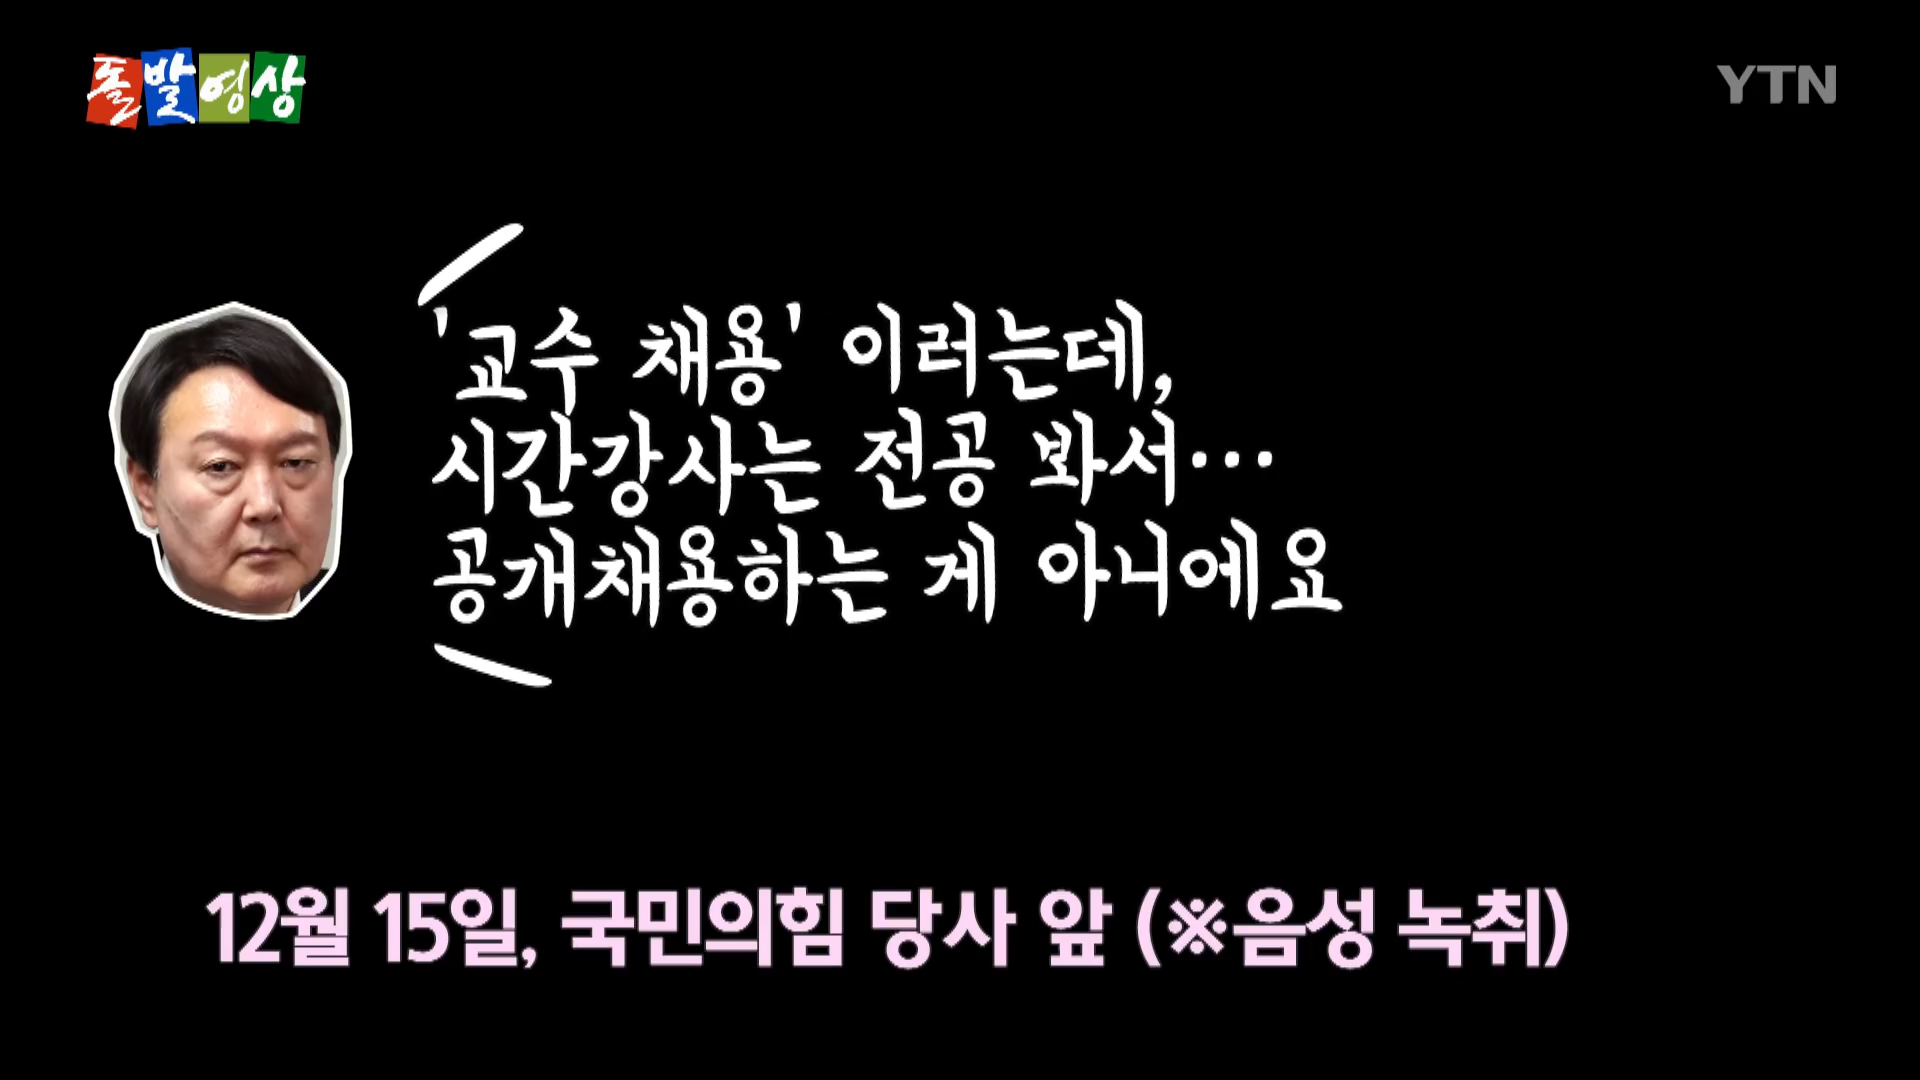 돌발영상
YTN
'교수 채용' 이러는데,
시간강사는 전공 봐서…
공개채용하는 게 아니에요
12월 15일, 국민의힘 당사 앞 (※음성 녹취)